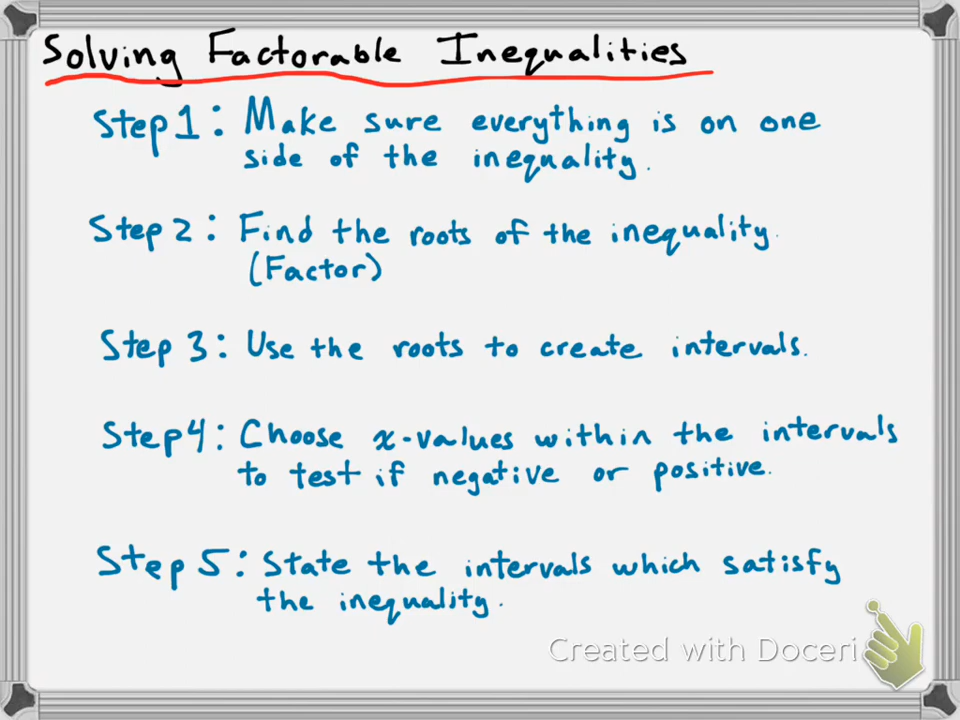 Solving Factorable Inequalities
Step 1: Make sure everything is on one
side of the inequality.
Step 2: Find the roots of the inequality.
(Factor)
Step 3: Use the roots to create intervals.
Step 4: Choose x-values within the intervals
to test if negative or positive.
Step 5: State the intervals which satisfy
the inequality.
Created with Doceri